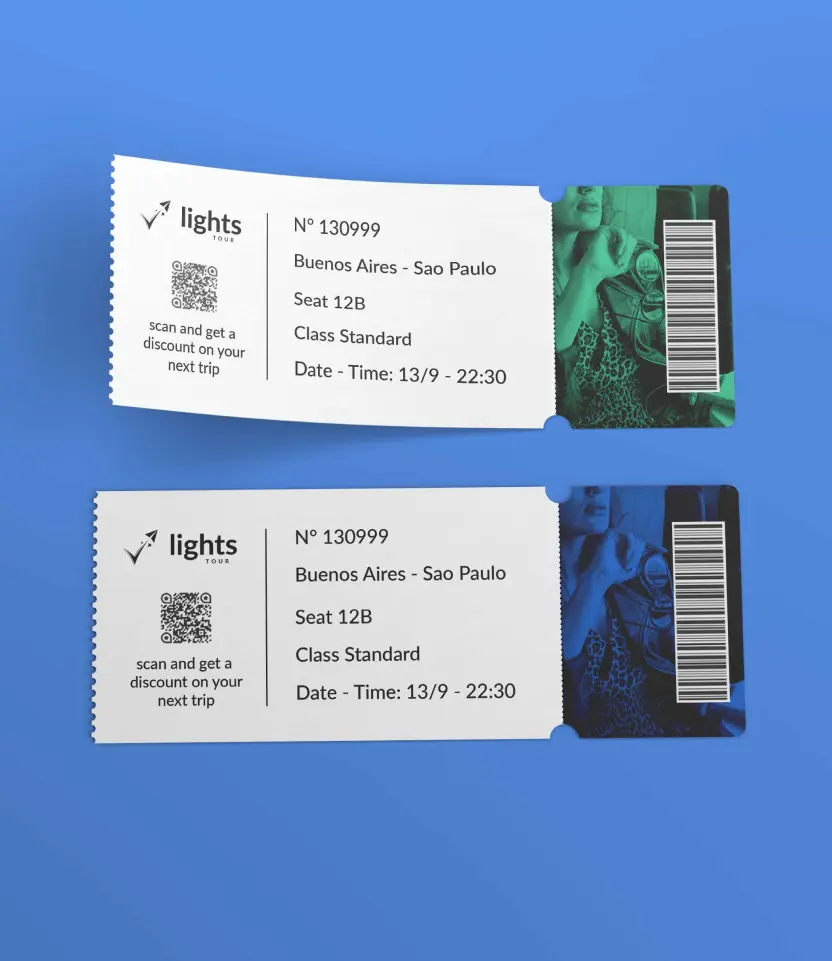 lights
TOUR
scan and get a
discount on your
next trip
Nº 130999
Buenos Aires - Sao Paulo
Seat 12B
Class Standard
Date - Time: 13/9 - 22:30
lights
TOUR
scan and get a
discount on your
next trip
Nº 130999
Buenos Aires - Sao Paulo
Seat 12B
Class Standard
Date - Time: 13/9 - 22:30